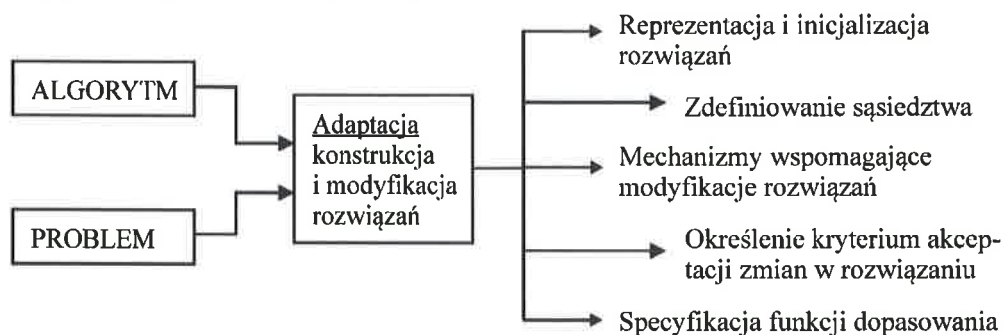 ALGORYTM
PROBLEM
Adaptacja
konstrukcja
i modyfikacja
rozwiązań
Reprezentacja i inicjalizacja
rozwiązań
Zdefiniowanie sąsiedztwa
Mechanizmy wspomagające
modyfikacje rozwiązań
Określenie kryterium akcep-
tacji zmian w rozwiązaniu
Specyfikacja funkcji dopasowania